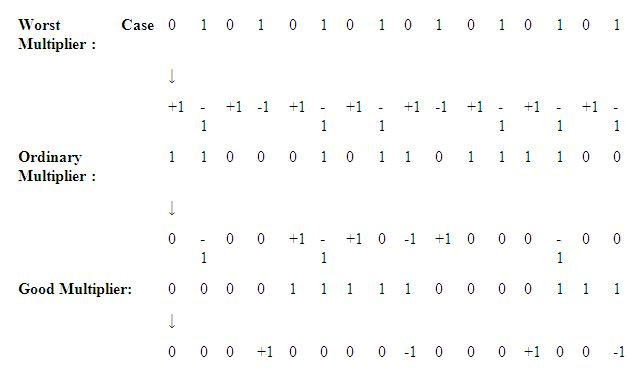 Worst Case 0 1 0 1 0 1 0 1 0 1 0 1 0 1 0 1
Multiplier :
↓
+1 - +1 -1 +1 - +1 - +1 -1 +1 - +1 - +1 -
1 1 1 1 1 1
Ordinary 1 1 0 0 0 1 0 1 1 0 1 1 1 1 0 0
Multiplier :
↓
0 - 0 0 +1 - +1 0 -1 +1 0 0 0 - 0 0
1 1 1
Good Multiplier: 0 0 0 0 1 1 1 1 1 0 0 0 0 1 1 1
↓
0 0 0 +1 0 0 0 0 -1 0 0 0 +1 0 0 -1